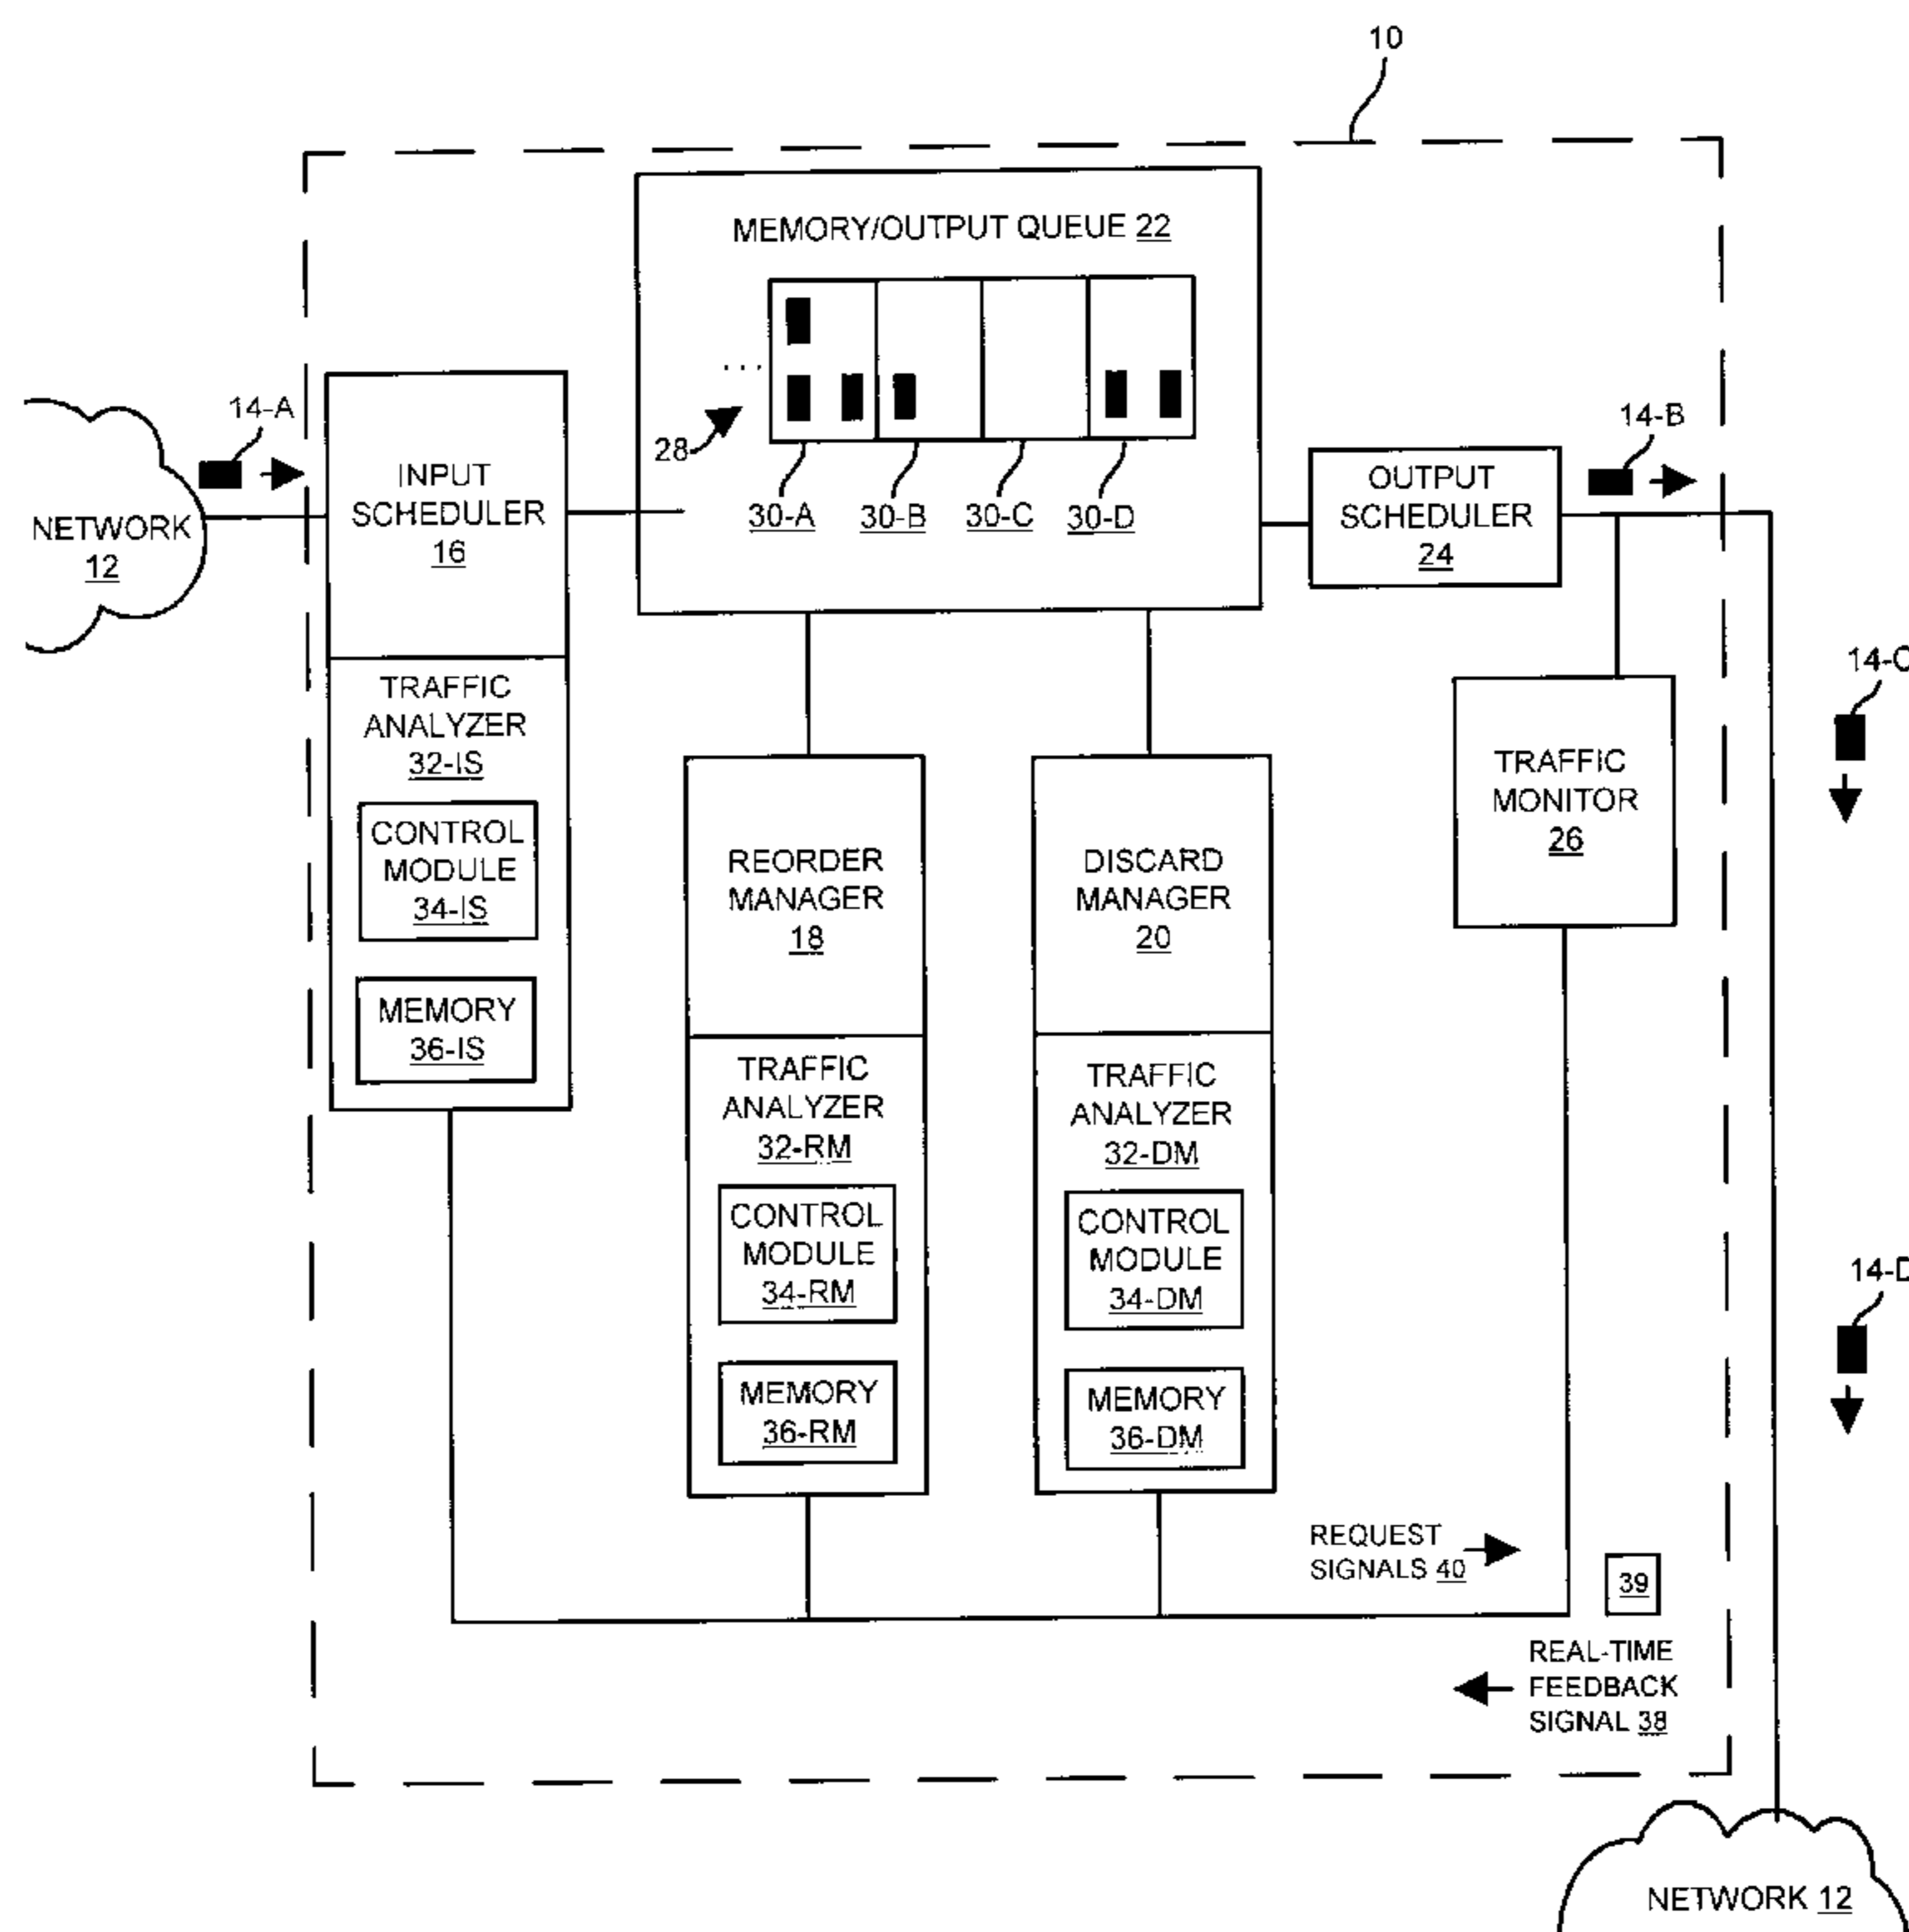 10
MEMORY/OUTPUT QUEUE 22
...
28
30-A 30-B 30-C 30-D
14-A
NETWORK
12
INPUT
SCHEDULER
16
OUTPUT
SCHEDULER
24
14-B
14-C
14-D
TRAFFIC
ANALYZER
32-IS
CONTROL
MODULE
34-IS
MEMORY
36-IS
REORDER
MANAGER
18
TRAFFIC
ANALYZER
32-RM
CONTROL
MODULE
34-RM
MEMORY
36-RM
DISCARD
MANAGER
20
TRAFFIC
ANALYZER
32-DM
CONTROL
MODULE
34-DM
MEMORY
36-DM
TRAFFIC
MONITOR
26
REQUEST
SIGNALS 40
39
REAL-TIME
FEEDBACK
SIGNAL 38
NETWORK 12